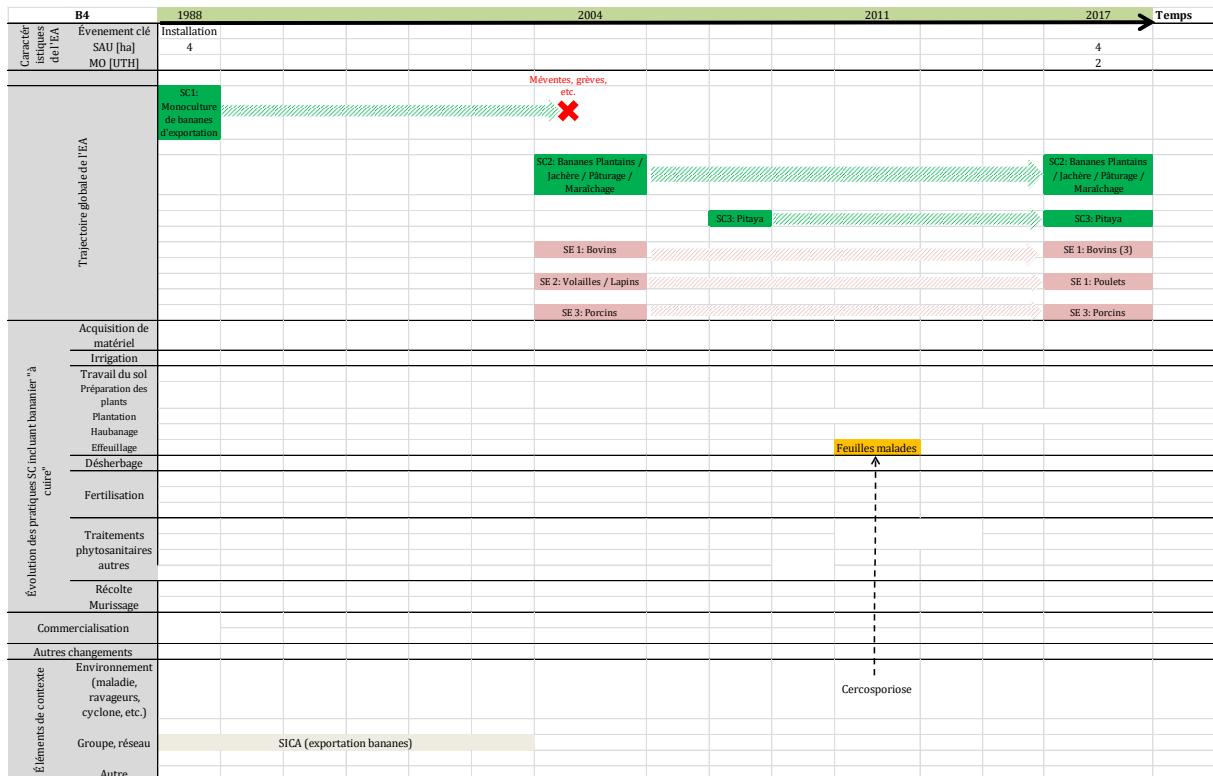 B4
1988
2004
2011
2017
Temps
Caractér
istiques
de l'EA
Évenement clé
Installation
SAU [ha]
4
4
MO [UTH]
2
Trajectoire globale de l'EA
Méventes, grèves,
etc.
SC1:
Monoculture
de bananes
d'exportation
SC2: Bananes Plantains /
Jachère / Pâturage /
Maraîchage
SC2: Bananes Plantains
/ Jachère / Pâturage /
Maraîchage
SC3: Pitaya
SC3: Pitaya
SE 1: Bovins
SE 1: Bovins (3)
SE 2: Volailles / Lapins
SE 1: Poulets
SE 3: Porcins
SE 3: Porcins
Évolution des pratiques SC incluant bananier "à
cuire"
Acquisition de
matériel
Irrigation
Travail du sol
Préparation des
plants
Plantation
Haubanage
Effeuillage
Feuilles malades
Désherbage
Fertilisation
Traitements
phytosanitaires
autres
Récolte
Murissage
Commercialisation
Autres changements
Éléments de contexte
Environnement
(maladie,
ravageurs,
cyclone, etc.)
Cercosporiose
Groupe, réseau
SICA (exportation bananes)
Autre